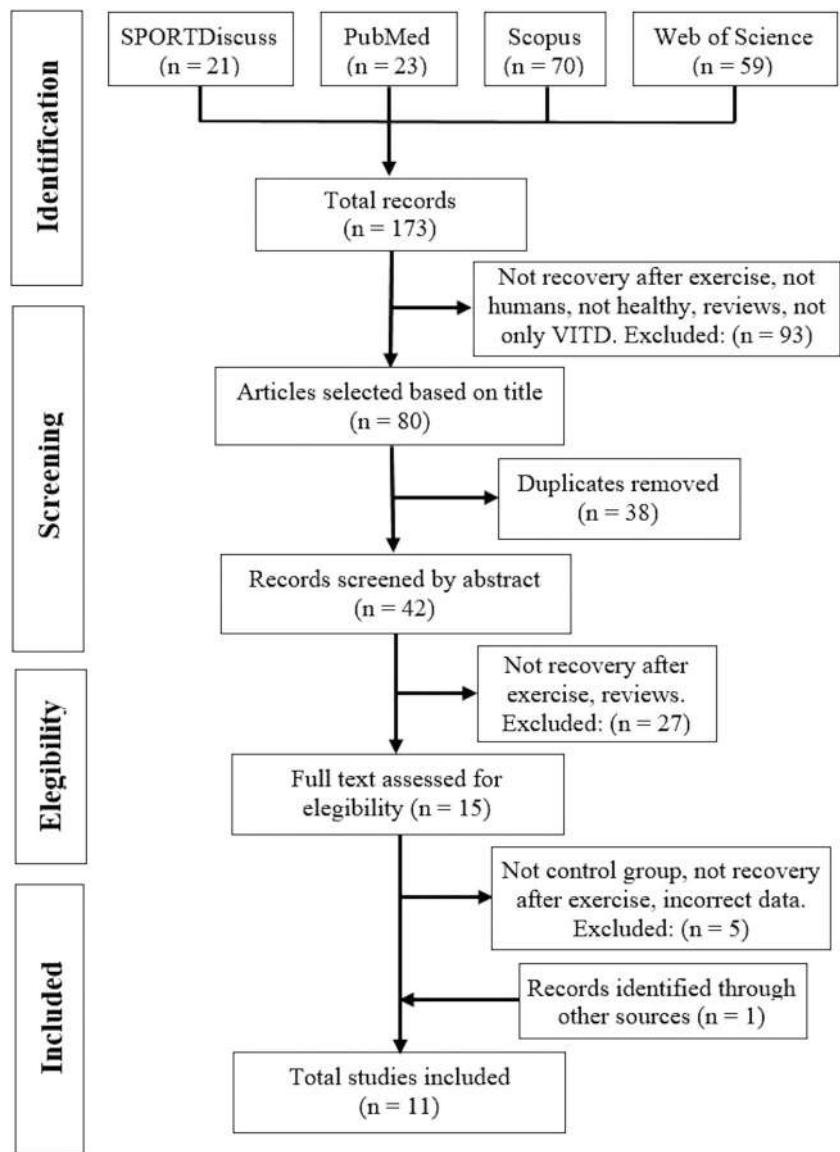 SPORTDiscuss
(n = 21)
PubMed
(n = 23)
Scopus
(n = 70)
Web of Science
(n = 59)
Identification
Total records
(n = 173)
Not recovery after exercise, not
humans, not healthy, reviews, not
only VITD. Excluded: (n = 93)
Screening
Articles selected based on title
(n = 80)
Duplicates removed
(n = 38)
Records screened by abstract
(n = 42)
Elegibility
Not recovery after
exercise, reviews.
Excluded: (n = 27)
Full text assessed for
elegibility (n = 15)
Included
Not control group, not recovery
after exercise, incorrect data.
Excluded: (n = 5)
Records identified through
other sources (n = 1)
Total studies included
(n = 11)